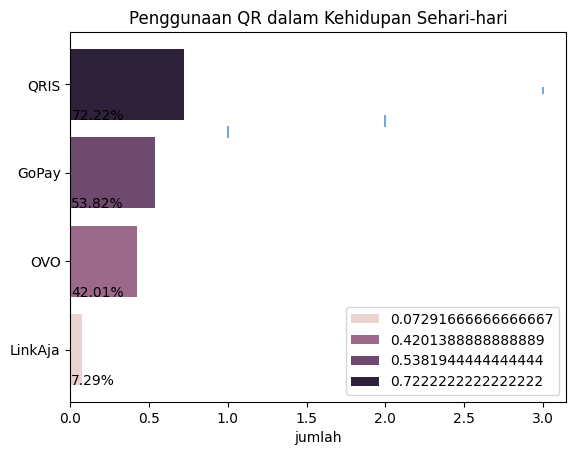 Penggunaan QR dalam Kehidupan Sehari-hari
QRIS
72.22%
GoPay
53.82%
OVO
42.01%
LinkAja
7.29%
0.07291666666666667
0.4201388888888889
0.5381944444444444
0.7222222222222222
0.0 0.5 1.0 1.5 2.0 2.5 3.0
jumlah